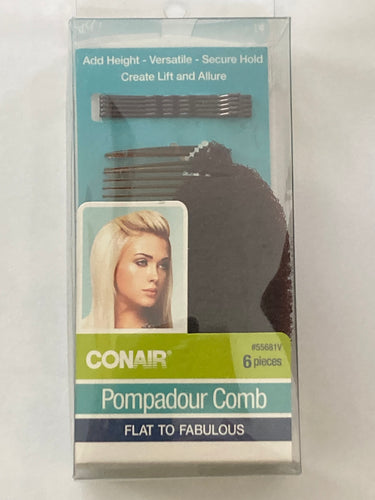 Add Height - Versatile - Secure Hold
Create Lift and Allure
CONAIR®
#55681V
6 pieces
Pompadour Comb
FLAT TO FABULOUS